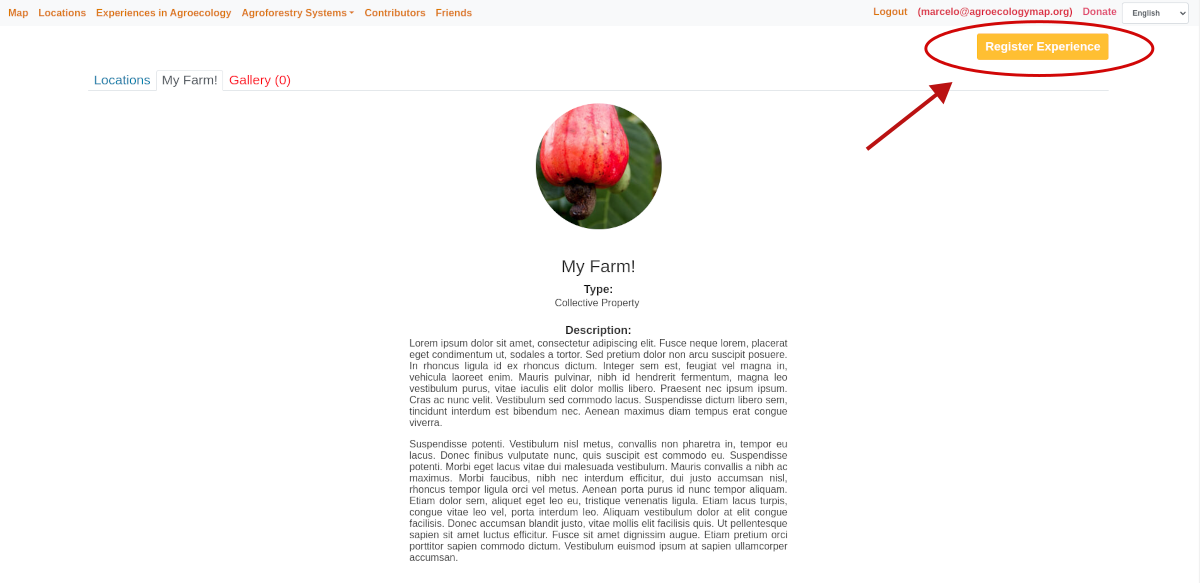 Map Locations Experiences in Agroecology Agroforestry Systems Contributors Friends Logout (marcelo@agroecologymap.org) Donate English
Register Experience
Locations My Farm! Gallery (0)
My Farm!
Type:
Collective Property
Description:
Lorem ipsum dolor sit amet, consectetur adipiscing elit. Fusce neque lorem, placerat
eget condimentum ut, sodales a tortor. Sed pretium dolor non arcu suscipit posuere.
In rhoncus ligula id ex rhoncus dictum. Integer sem est, feugiat vel magna in,
vehicula laoreet enim. Mauris pulvinar, nibh id hendrerit fermentum, magna leo
vestibulum purus, vitae iaculis elit dolor mollis libero. Praesent nec ipsum ipsum.
Cras ac nunc velit. Vestibulum sed commodo lacus. Suspendisse dictum libero sem,
tincidunt interdum est bibendum nec. Aenean maximus diam tempus erat congue
viverra.
Suspendisse potenti. Vestibulum nisl metus, convallis non pharetra in, tempor eu
lacus. Donec finibus vulputate nunc, quis suscipit est commodo eu. Suspendisse
potenti. Morbi eget lacus vitae dui malesuada vestibulum. Mauris convallis a nibh ac
maximus. Morbi faucibus, nibh nec interdum efficitur, dui justo accumsan nisl,
rhoncus tempor ligula orci vel metus. Aenean porta purus id nunc tempor aliquam.
Etiam dolor sem, aliquet eget leo eu, tristique venenatis ligula. Etiam lacus turpis,
congue vitae leo vel, porta interdum leo. Aliquam vestibulum dolor at elit congue
facilisis. Donec accumsan blandit justo, vitae mollis elit facilisis quis. Ut pellentesque
sapien sit amet luctus efficitur. Fusce sit amet dignissim augue. Etiam pretium orci
porttitor sapien commodo dictum. Vestibulum euismod ipsum at sapien ullamcorper
accumsan.